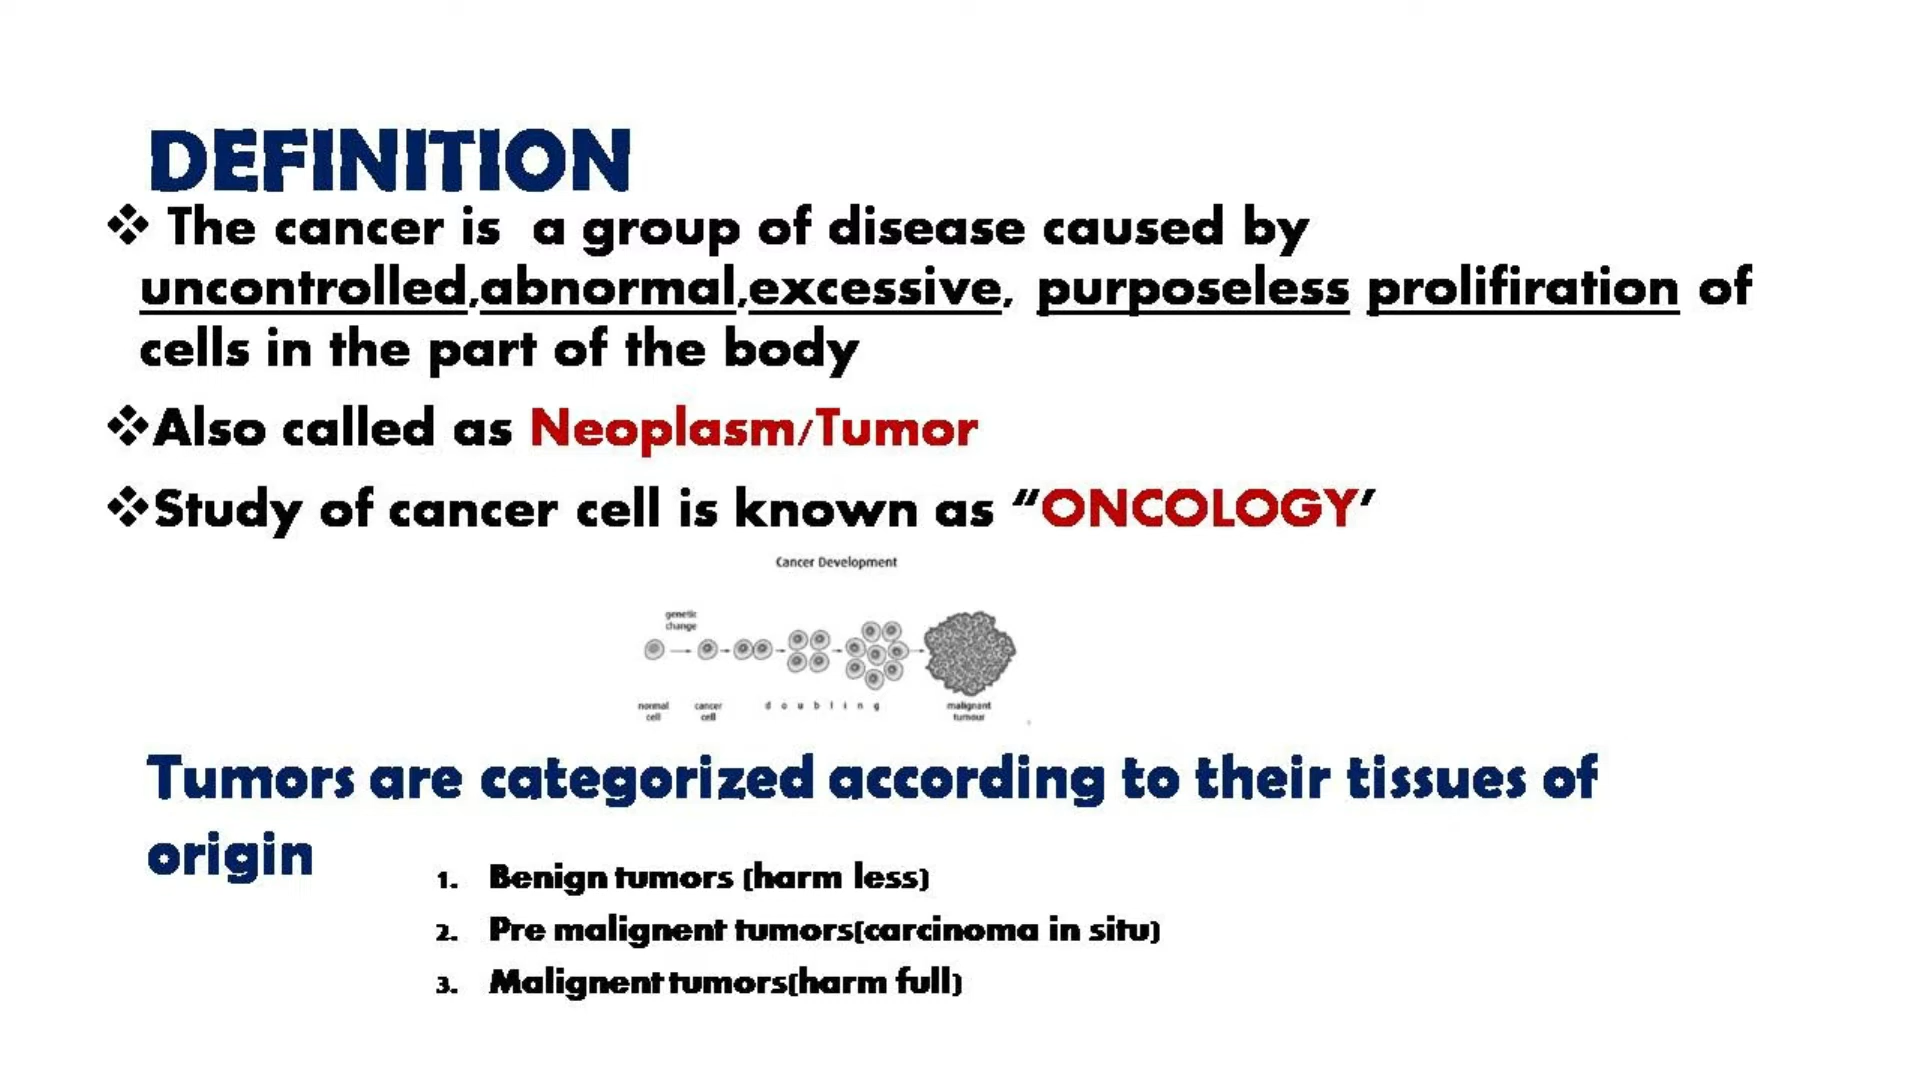 DEFINITION
❖ The cancer is a group of disease caused by
uncontrolled,abnormal,excessive, purposeless prolifiration of
cells in the part of the body
❖Also called as Neoplasm/Tumor
❖Study of cancer cell is known as “ONCOLOGY’
Cancer Development
genetic
change
normal
cell
cancer
cell
doubling
malignant
tumour
Tumors are categorized according to their tissues of
origin
1. Benign tumors (harm less)
2. Pre malignent tumors(carcinoma in situ)
3. Malignent tumors(harm full)